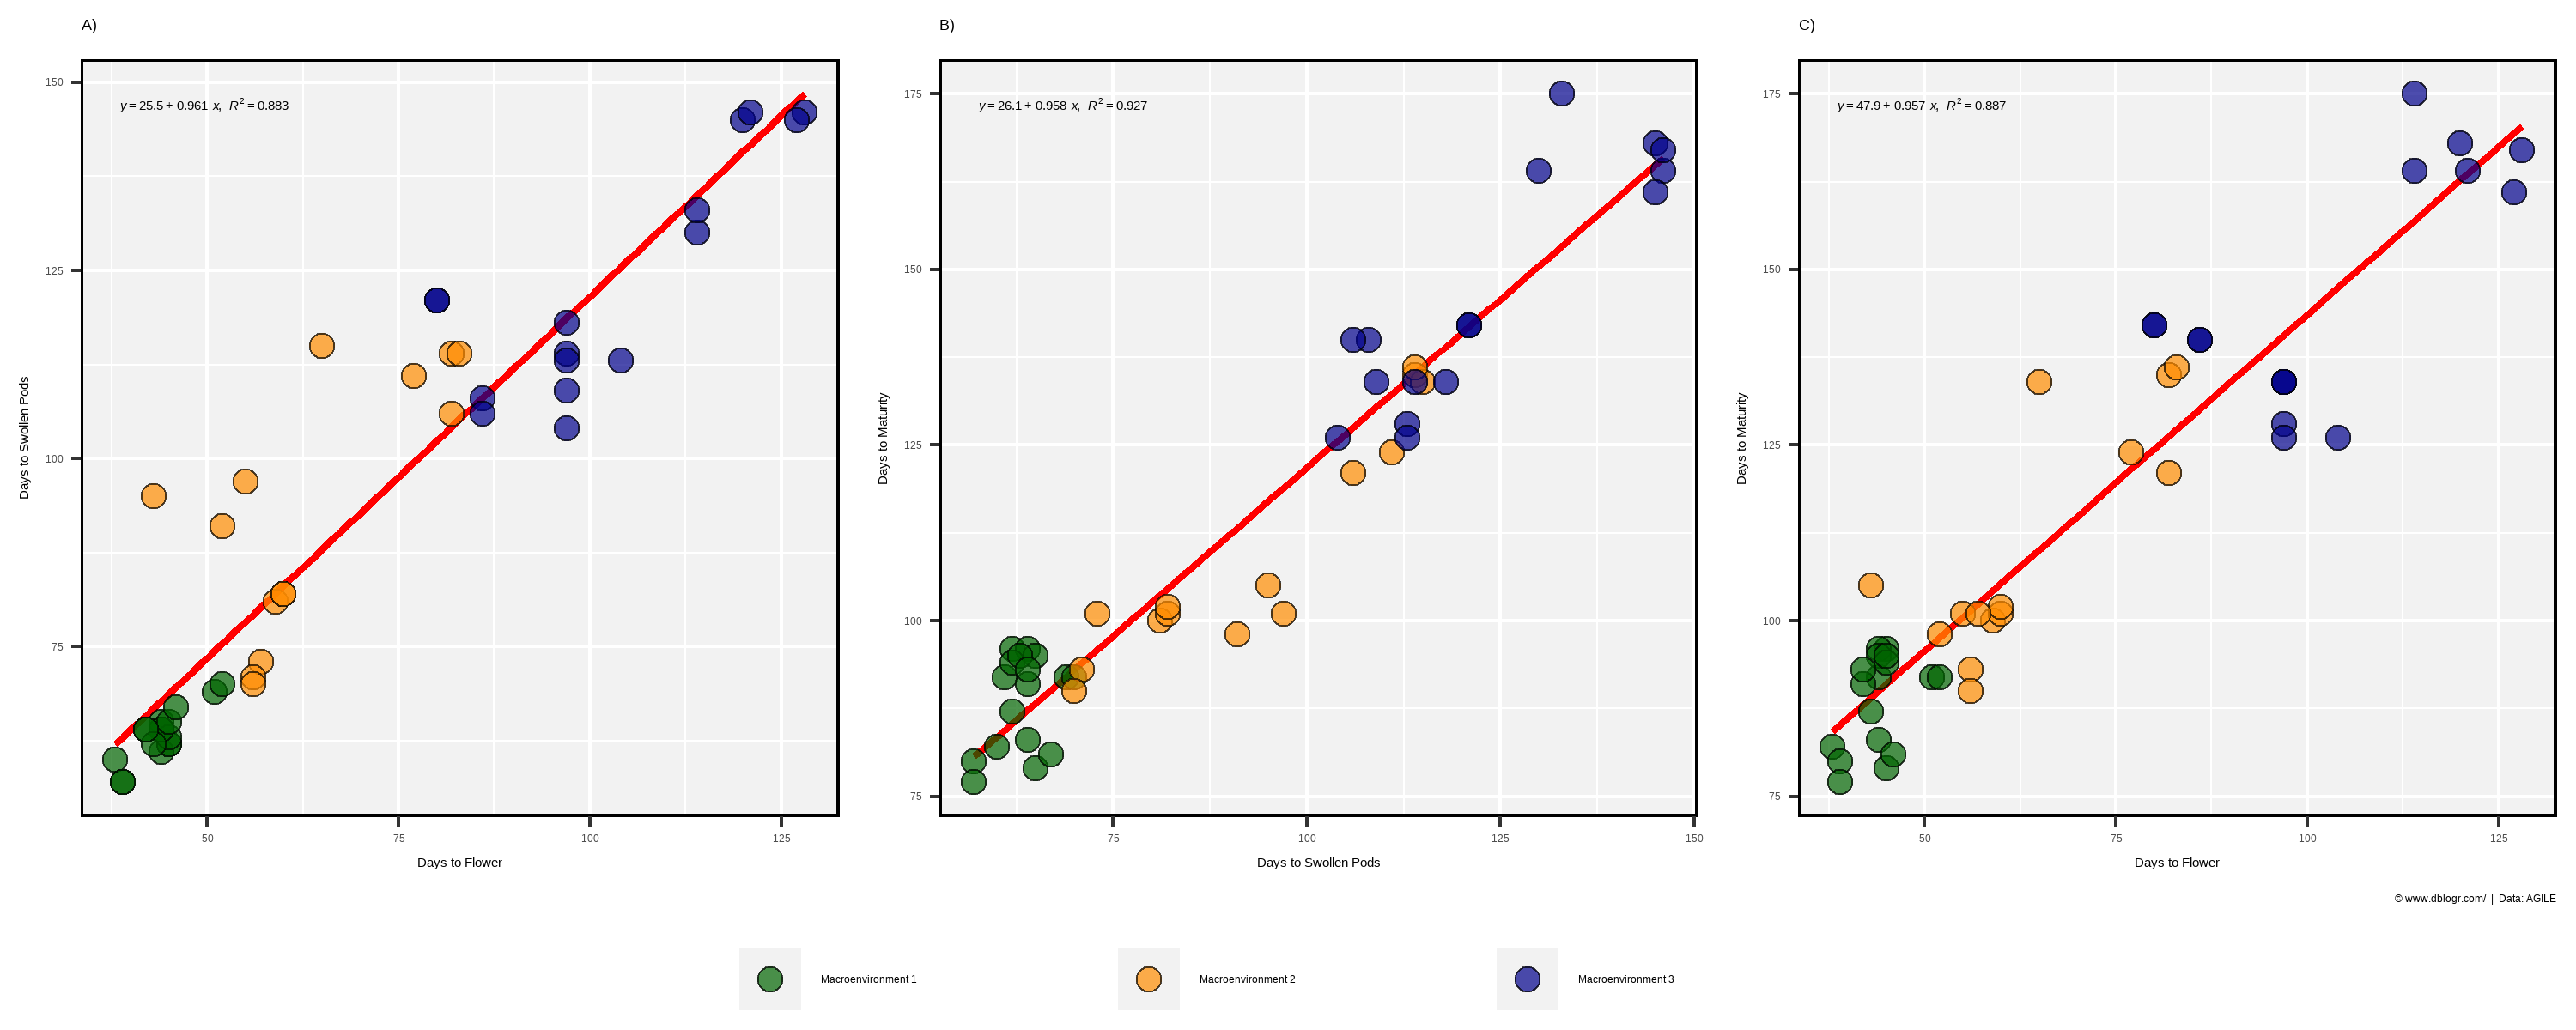 A)
y = 25.5 + 0.961 x, R² = 0.883
150
125
100
75
Days to Swollen Pods
50
75
100
125
Days to Flower
B)
y = 26.1 + 0.958 x, R² = 0.927
175
150
125
100
75
Days to Maturity
75
100
125
150
Days to Swollen Pods
C)
y = 47.9 + 0.957 x, R² = 0.887
175
150
125
100
75
Days to Maturity
50
75
100
125
Days to Flower
© www.dblogr.com/ | Data: AGILE
Macroenvironment 1
Macroenvironment 2
Macroenvironment 3